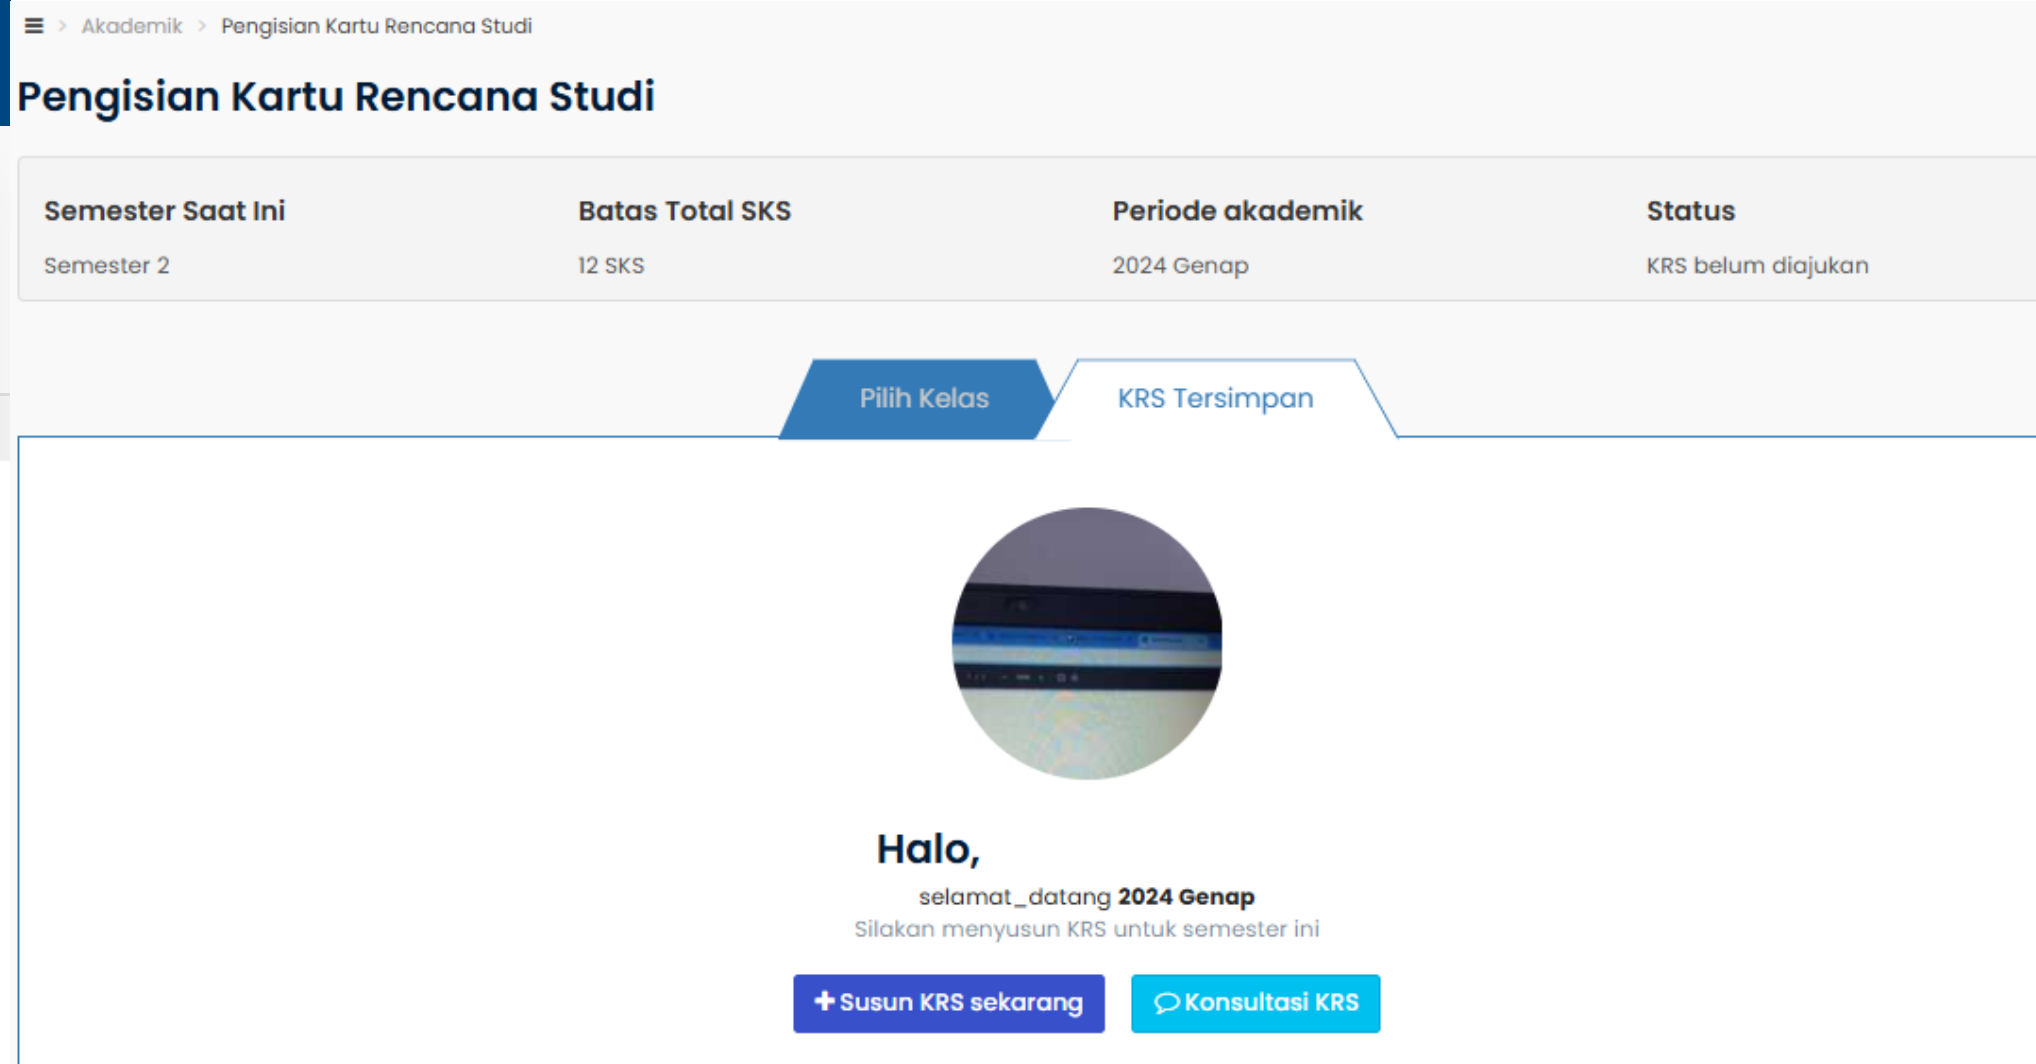 > Akademik > Pengisian Kartu Rencana Studi
Pengisian Kartu Rencana Studi
Semester Saat Ini
Semester 2
Batas Total SKS
12 SKS
Periode akademik
2024 Genap
Status
KRS belum diajukan
Pilih Kelas
KRS Tersimpan
Halo,
selamat_datang 2024 Genap
Silakan menyusun KRS untuk semester ini
Susun KRS sekarang
Konsultasi KRS